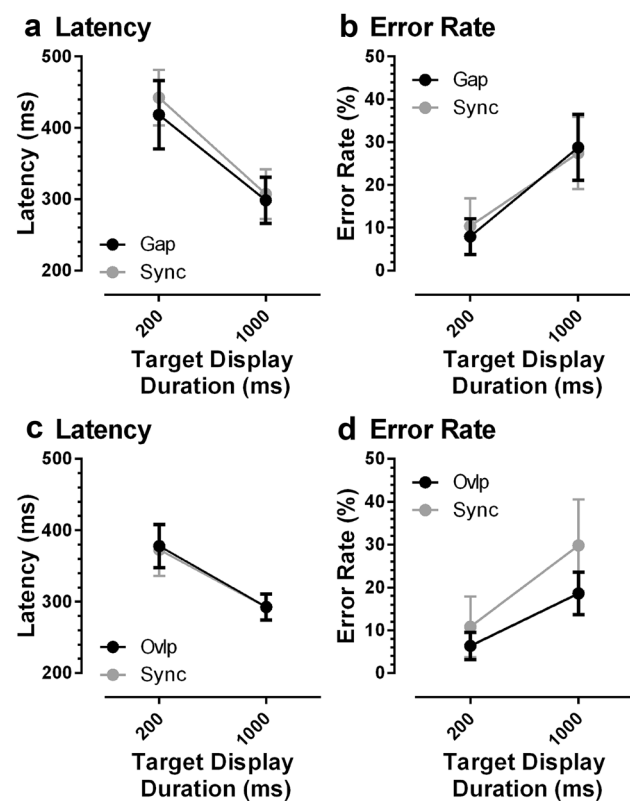 a Latency
500
400
300
200
Latency (ms)
Gap
Sync
200
1000
Target Display
Duration (ms)
b Error Rate
50
40
30
20
10
0
Error Rate (%)
Gap
Sync
200
1000
Target Display
Duration (ms)
c Latency
500
400
300
200
Latency (ms)
Ovlp
Sync
200
1000
Target Display
Duration (ms)
d Error Rate
50
40
30
20
10
0
Error Rate (%)
Ovlp
Sync
200
1000
Target Display
Duration (ms)